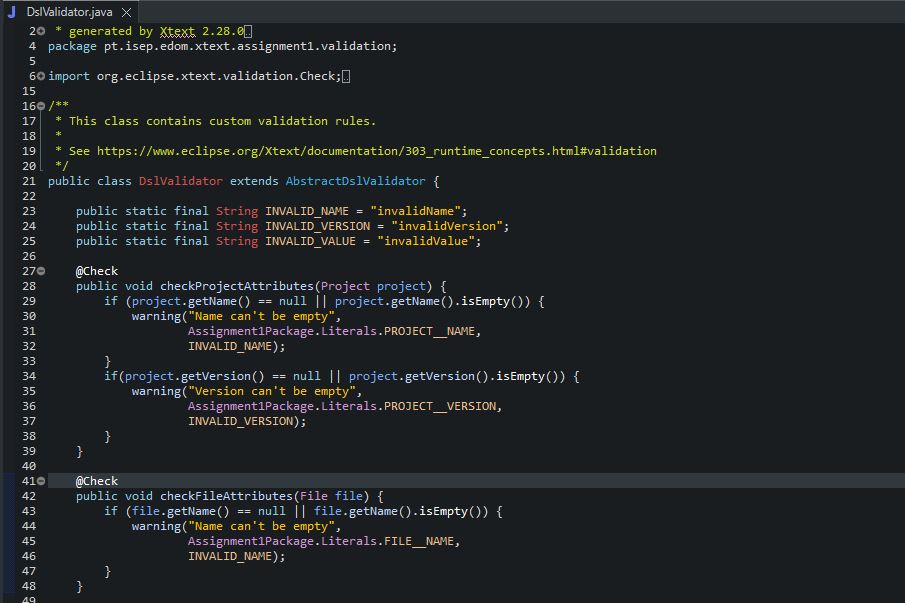 DslValidator.java
2 * generated by Xtext 2.28.0
4 package pt.isep.edom.xtext.assignment1.validation;
5
6 import org.eclipse.xtext.validation.Check;
15
16 /**
17 * This class contains custom validation rules.
18 *
19 * See https://www.eclipse.org/Xtext/documentation/303_runtime_concepts.html#validation
20 */
21 public class DslValidator extends AbstractDslValidator {
22
23 public static final String INVALID_NAME = "invalidName";
24 public static final String INVALID_VERSION = "invalidVersion";
25 public static final String INVALID_VALUE = "invalidValue";
26
27 @Check
28 public void checkProjectAttributes(Project project) {
29 if (project.getName() == null || project.getName().isEmpty()) {
30 warning("Name can't be empty",
31 Assignment1Package.Literals.PROJECT__NAME,
32 INVALID_NAME);
33 }
34 if(project.getVersion() == null || project.getVersion().isEmpty()) {
35 warning("Version can't be empty",
36 Assignment1Package.Literals.PROJECT__VERSION,
37 INVALID_VERSION);
38 }
39 }
40
41 @Check
42 public void checkFileAttributes(File file) {
43 if (file.getName() == null || file.getName().isEmpty()) {
44 warning("Name can't be empty",
45 Assignment1Package.Literals.FILE__NAME,
46 INVALID_NAME);
47 }
48 }
49